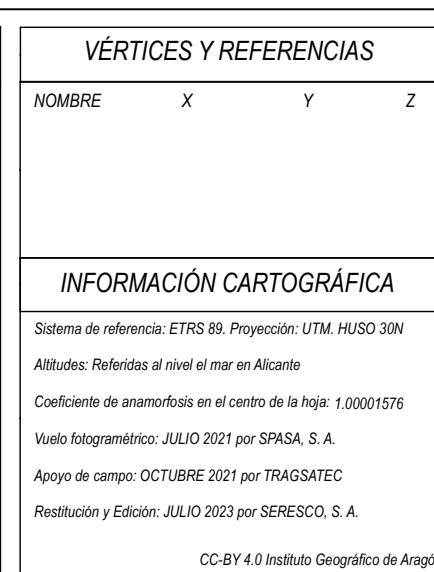 VÉRTICES Y REFERENCIAS
NOMBRE X Y Z
INFORMACIÓN CARTOGRÁFICA
Sistema de referencia: ETRS 89. Proyección: UTM. HUSO 30N
Altitudes: Referidas al nivel el mar en Alicante
Coeficiente de anamorfosis en el centro de la hoja: 1.00001576
Vuelo fotogramétrico: JULIO 2021 por SPASA, S. A.
Apoyo de campo: OCTUBRE 2021 por TRAGSATEC
Restitución y Edición: JULIO 2023 por SERESCO, S. A.
CC-BY 4.0 Instituto Geográfico de Aragó